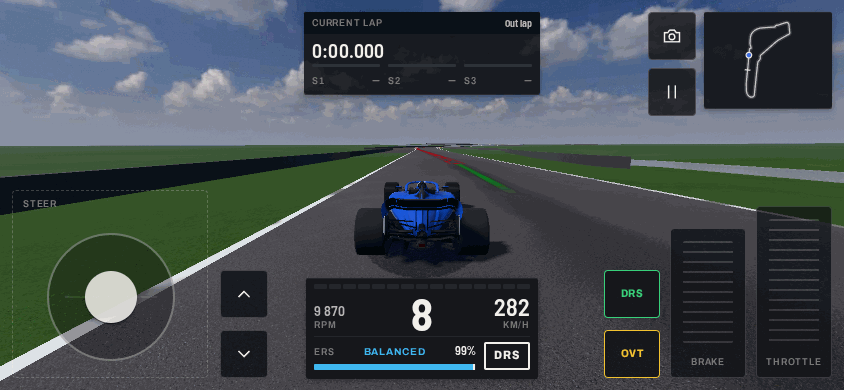 CURRENT LAP Out lap
0:00.000
S1 – S2 – S3 –
STEER
9 870 RPM
8
282 KM/H
ERS BALANCED 99% DRS
DRS
OVT
BRAKE
THROTTLE